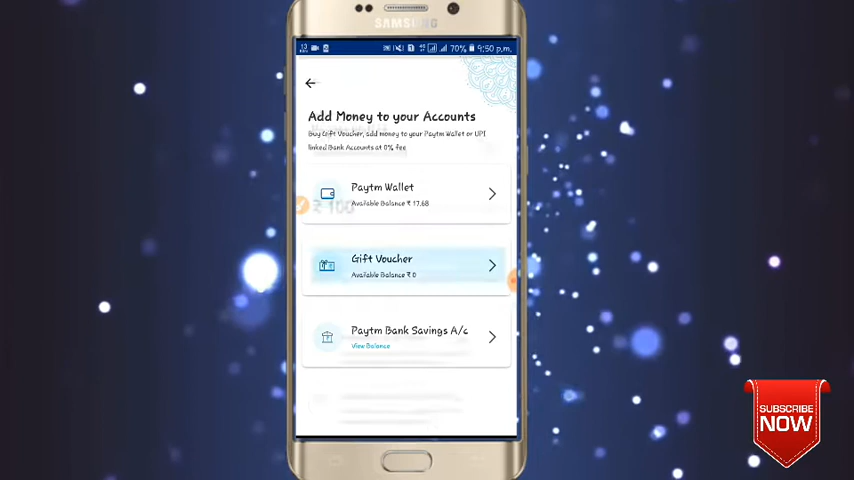 SAMSUNG
70% 9:50 p.m.
Add Money to your Accounts
Buy Gift Voucher, add money to your Paytm Wallet or UPI
linked Bank Accounts at 0% fee
Paytm Wallet
Available Balance ₹ 17.68
₹ 100
Gift Voucher
Available Balance ₹ 0
Paytm Bank Savings A/c
View Balance
SUBSCRIBE
NOW